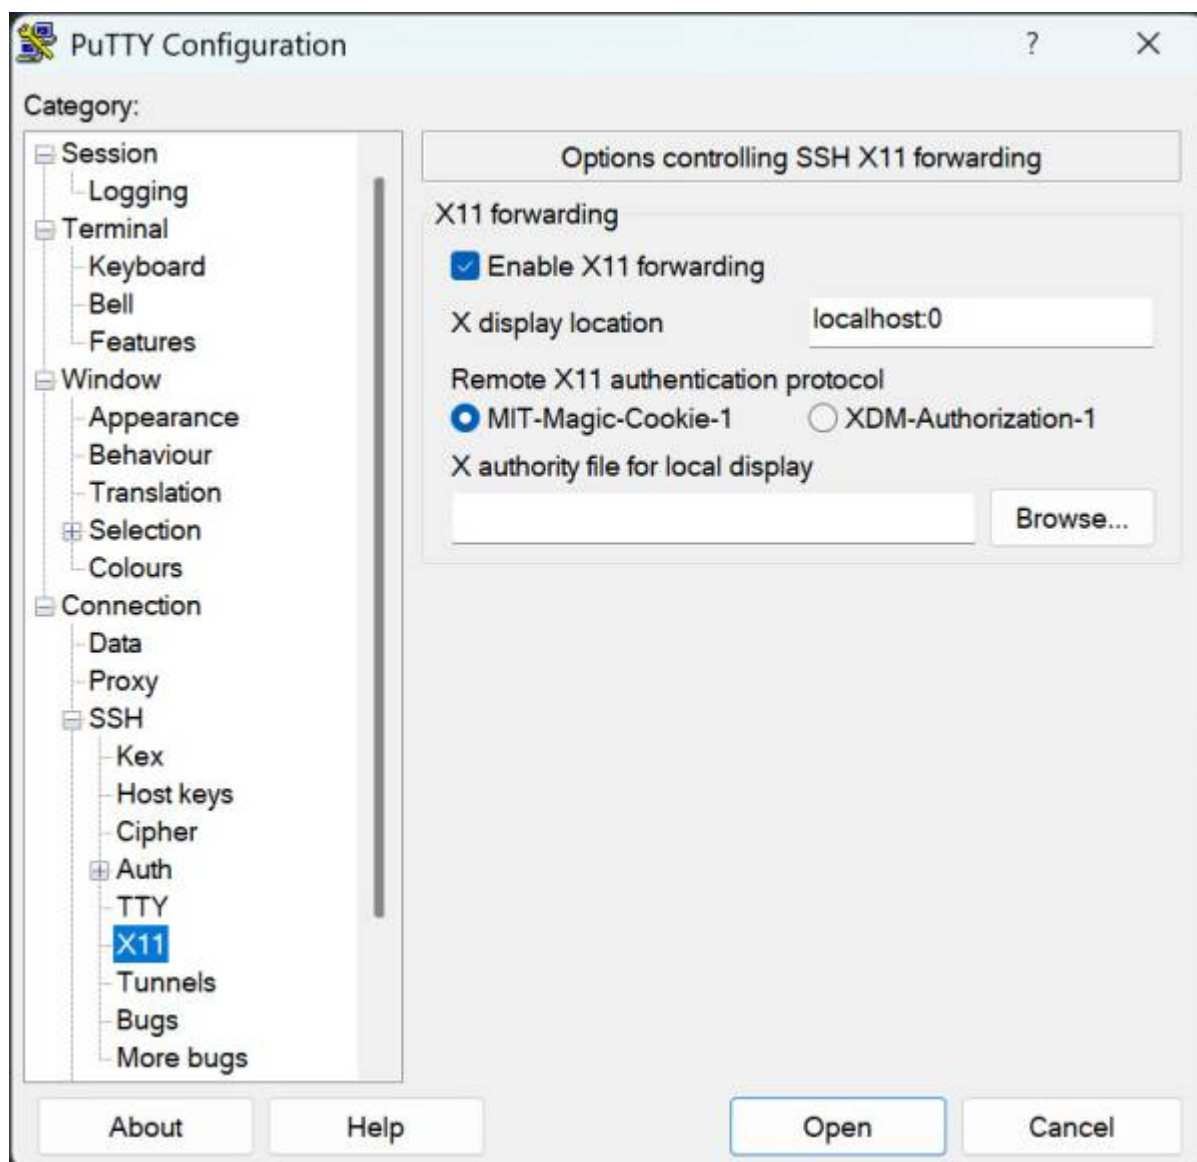 PuTTY Configuration
?
Category:
Session
Logging
Terminal
Keyboard
Bell
Features
Window
Appearance
Behaviour
Translation
Selection
Colours
Connection
Data
Proxy
SSH
Kex
Host keys
Cipher
Auth
TTY
X11
Tunnels
Bugs
More bugs
Options controlling SSH X11 forwarding
X11 forwarding
Enable X11 forwarding
X display location localhost:0
Remote X11 authentication protocol
MIT-Magic-Cookie-1 XDM-Authorization-1
X authority file for local display
Browse...
About Help Open Cancel